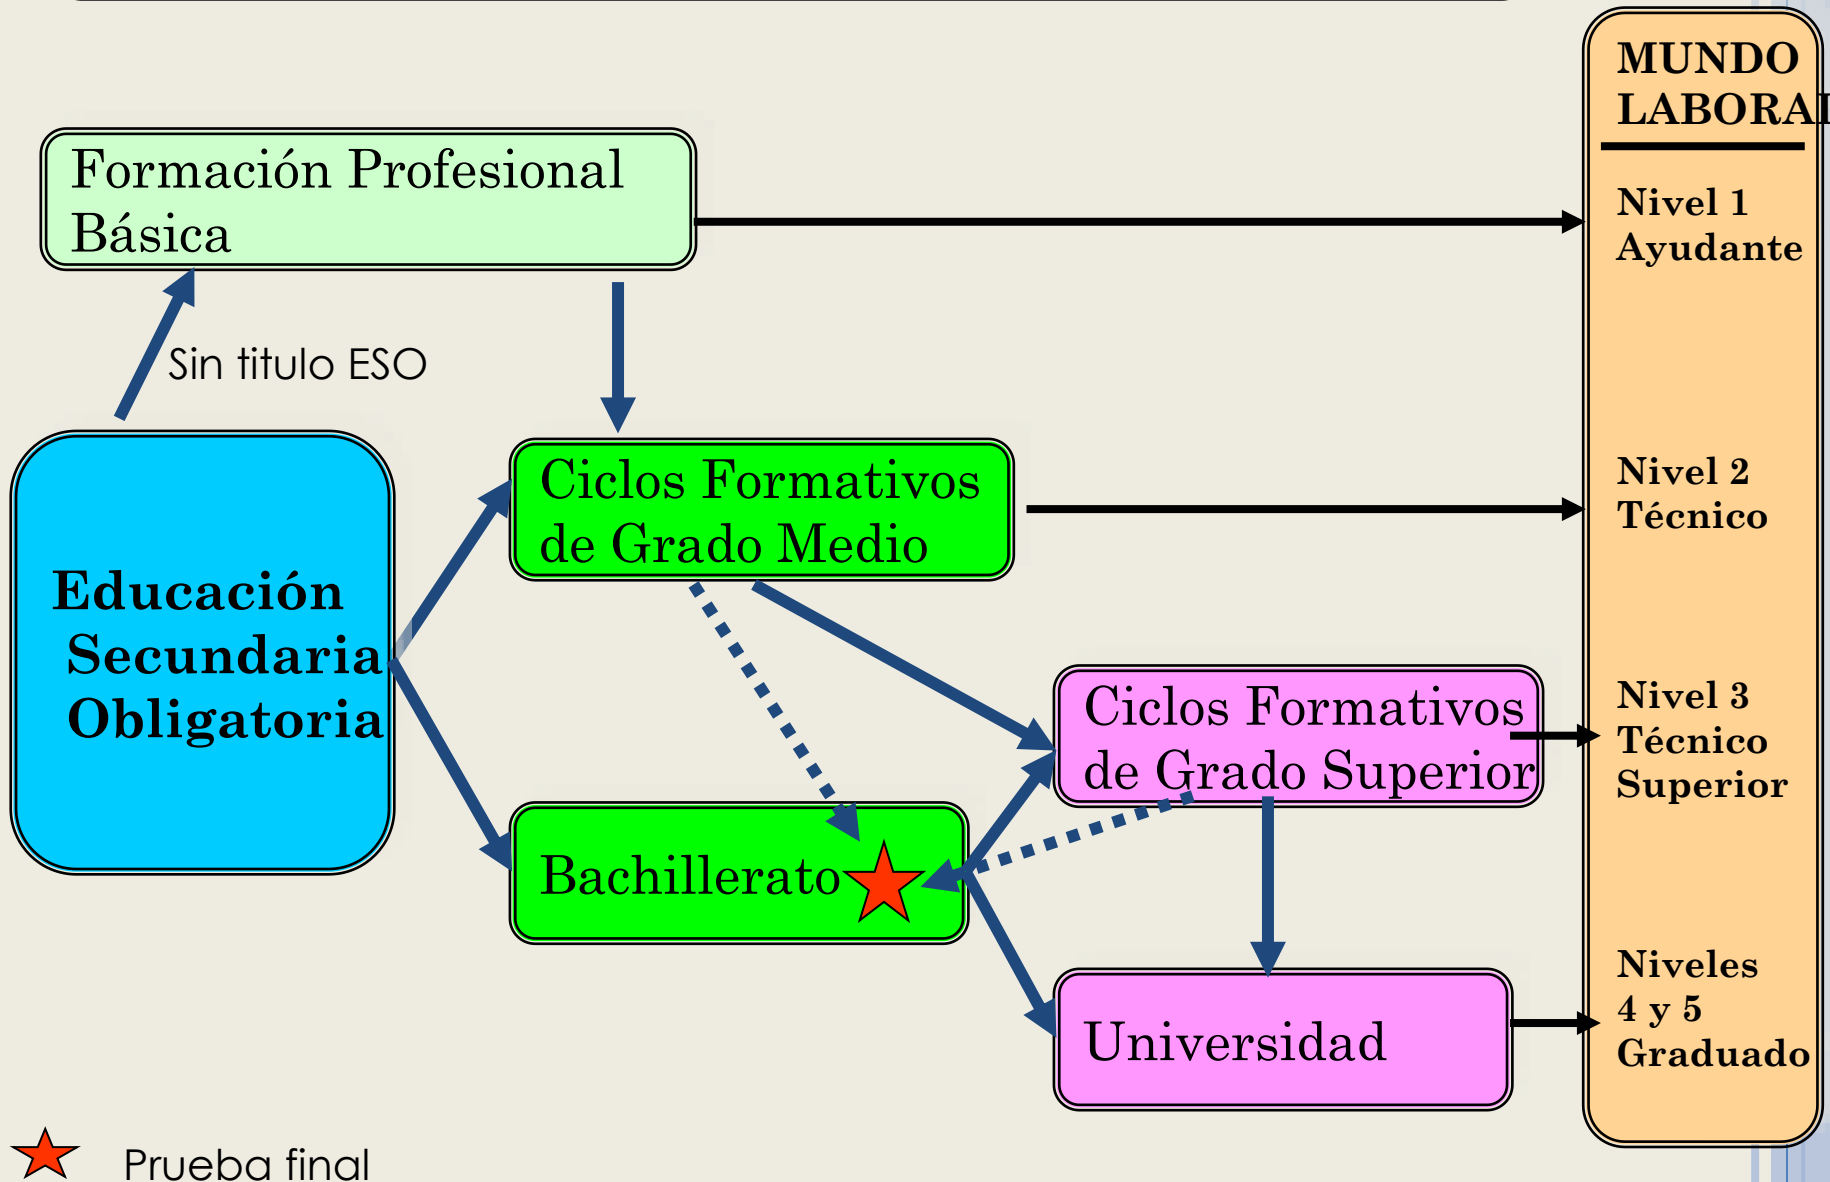 MUNDO
LABORAL
Formación Profesional
Básica
Nivel 1
Ayudante
Sin titulo ESO
Ciclos Formativos
de Grado Medio
Nivel 2
Técnico
Educación
Secundaria
Obligatoria
Ciclos Formativos
de Grado Superior
Nivel 3
Técnico
Superior
Bachillerato
Universidad
Niveles
4 y 5
Graduado
Prueba final